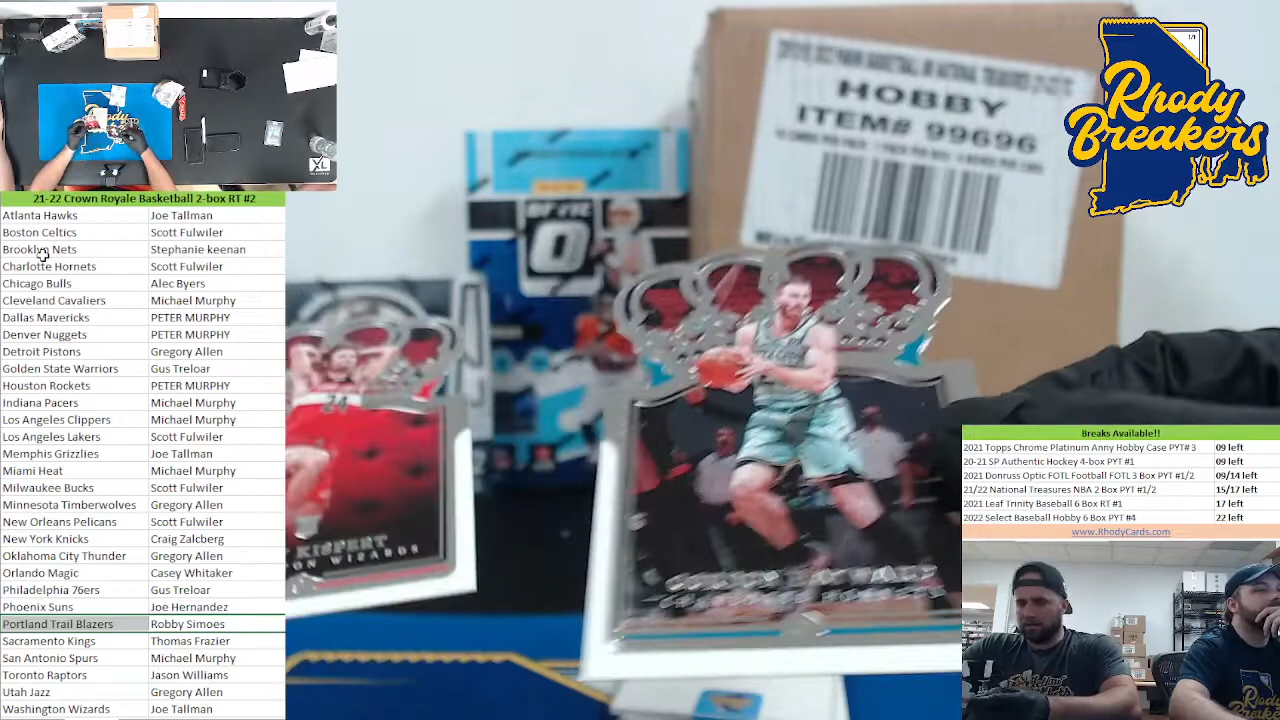 21-22 Crown Royale Basketball 2-box RT #2
Atlanta Hawks Joe Tallman
Boston Celtics Scott Fulwiler
Brooklyn Nets Stephanie keenan
Charlotte Hornets Scott Fulwiler
Chicago Bulls Alec Byers
Cleveland Cavaliers Michael Murphy
Dallas Mavericks PETER MURPHY
Denver Nuggets PETER MURPHY
Detroit Pistons Gregory Allen
Golden State Warriors Gus Treloar
Houston Rockets PETER MURPHY
Indiana Pacers Michael Murphy
Los Angeles Clippers Michael Murphy
Los Angeles Lakers Scott Fulwiler
Memphis Grizzlies Joe Tallman
Miami Heat Michael Murphy
Milwaukee Bucks Scott Fulwiler
Minnesota Timberwolves Gregory Allen
New Orleans Pelicans Scott Fulwiler
New York Knicks Craig Zalcberg
Oklahoma City Thunder Gregory Allen
Orlando Magic Casey Whitaker
Philadelphia 76ers Gus Treloar
Phoenix Suns Joe Hernandez
Portland Trail Blazers Robby Simoes
Sacramento Kings Thomas Frazier
San Antonio Spurs Michael Murphy
Toronto Raptors Jason Williams
Utah Jazz Gregory Allen
Washington Wizards Joe Tallman
XL
HOBBY
ITEM# 99696
OPTIC
24
KISPERT
WIZARDS
1/1
Rhody
Breakers
Breaks Available!!
2021 Topps Chrome Platinum Anny Hobby Case PYT# 3 09 left
20-21 SP Authentic Hockey 4-box PYT #1 09 left
2021 Donruss Optic FOTL Football FOTL 3 Box PYT #1/2 09/14 left
21/22 National Treasures NBA 2 Box PYT #1/2 15/17 left
2021 Leaf Trinity Baseball 6 Box RT #1 17 left
2022 Select Baseball Hobby 6 Box PYT #4 22 left
www.RhodyCards.com
Rhody
Breakers